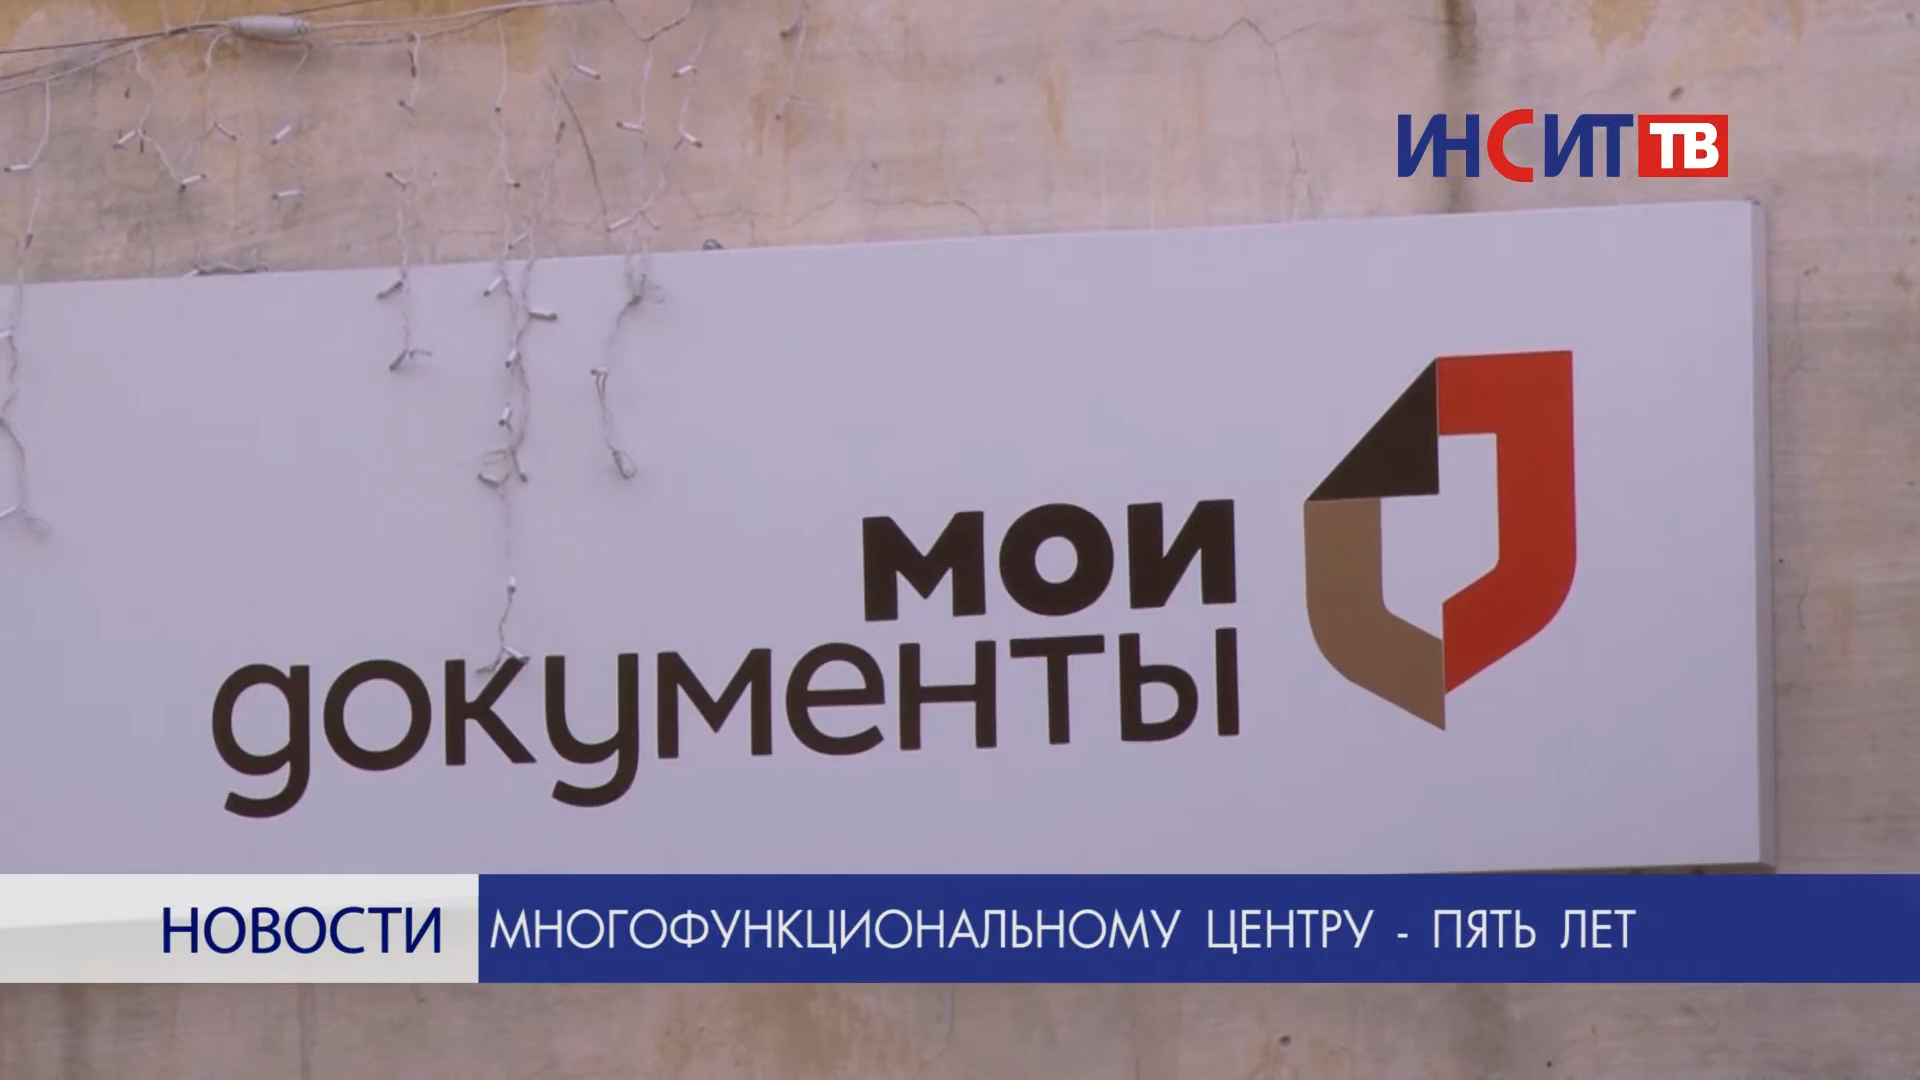 ИНСИТ ТВ
мои
документы
НОВОСТИ
МНОГОФУНКЦИОНАЛЬНОМУ ЦЕНТРУ - ПЯТЬ ЛЕТ